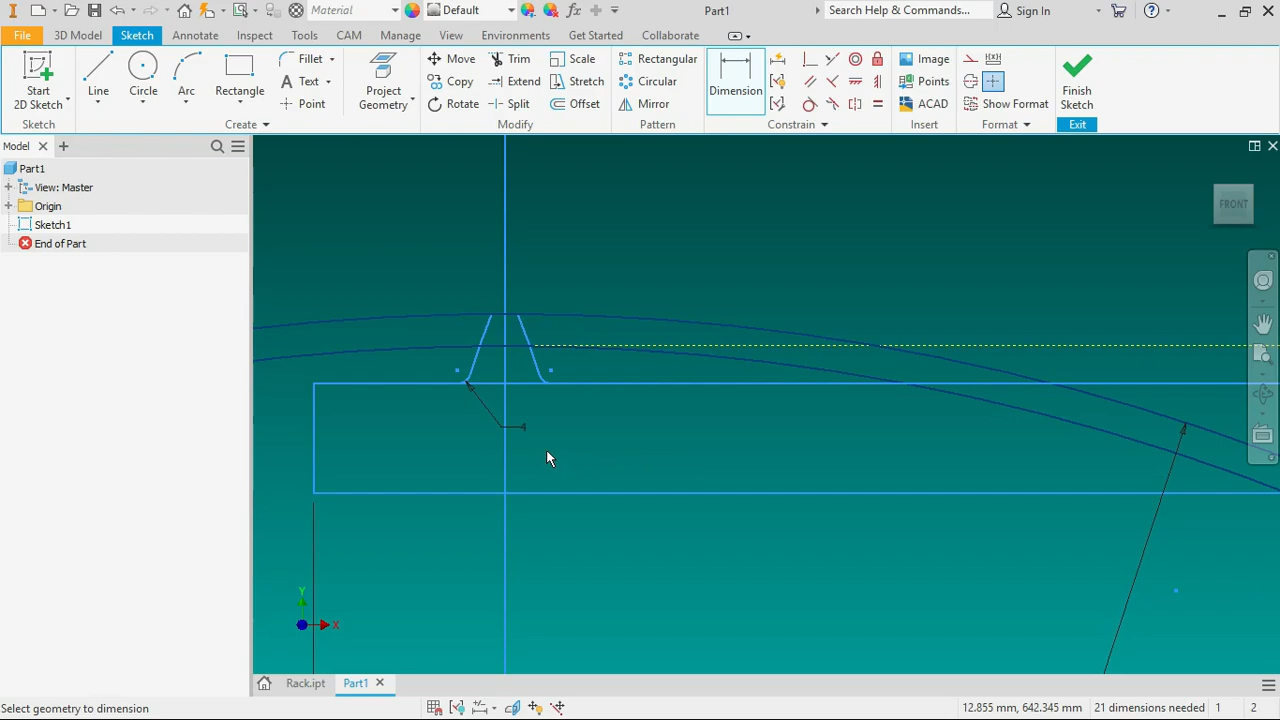 Material
Default
Part1
Search Help & Commands...
Sign In
File
3D Model
Sketch
Annotate
Inspect
Tools
CAM
Manage
View
Environments
Get Started
Collaborate
Start
2D Sketch
Line
Circle
Arc
Rectangle
Fillet
Text
Point
Project
Geometry
Move
Copy
Rotate
Trim
Extend
Split
Scale
Stretch
Offset
Rectangular
Circular
Mirror
Dimension
Image
Points
ACAD
Show Format
Finish
Sketch
Sketch
Create
Modify
Pattern
Constrain
Insert
Format
Exit
Model
Part1
View: Master
Origin
Sketch1
End of Part
FRONT
4
4
Y
X
Rack.ipt
Part1
Select geometry to dimension
12.855 mm, 642.345 mm
21 dimensions needed
1
2